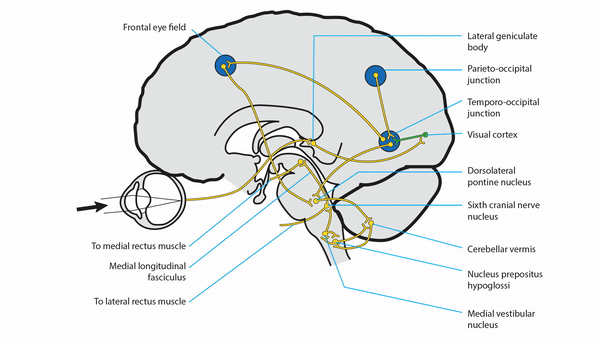 Frontal eye field
Lateral geniculate
body
Parieto-occipital
junction
Temporo-occipital
junction
Visual cortex
Dorsolateral
pontine nucleus
Sixth cranial nerve
nucleus
Cerebellar vermis
Nucleus prepositus
hypoglossi
Medial vestibular
nucleus
To medial rectus muscle
Medial longitudinal
fasciculus
To lateral rectus muscle